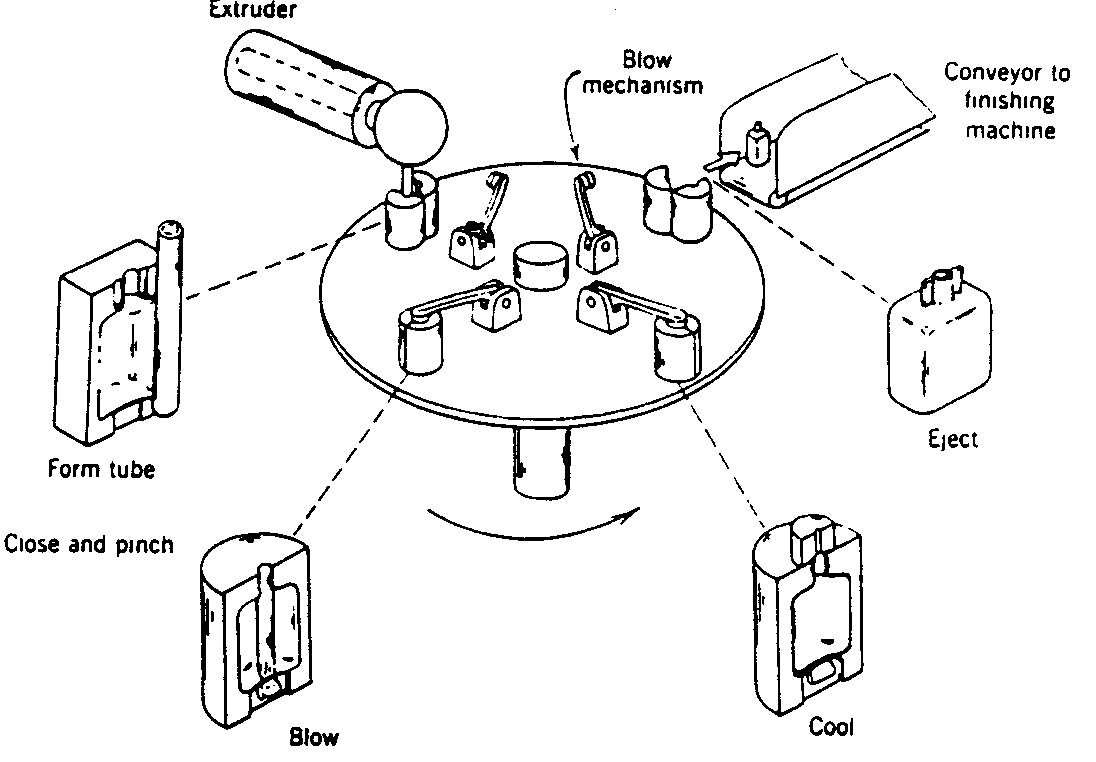 Extruder
Blow
mechanism
Conveyor to
finishing
machine
Form tube
Eject
Close and pinch
Blow
Cool